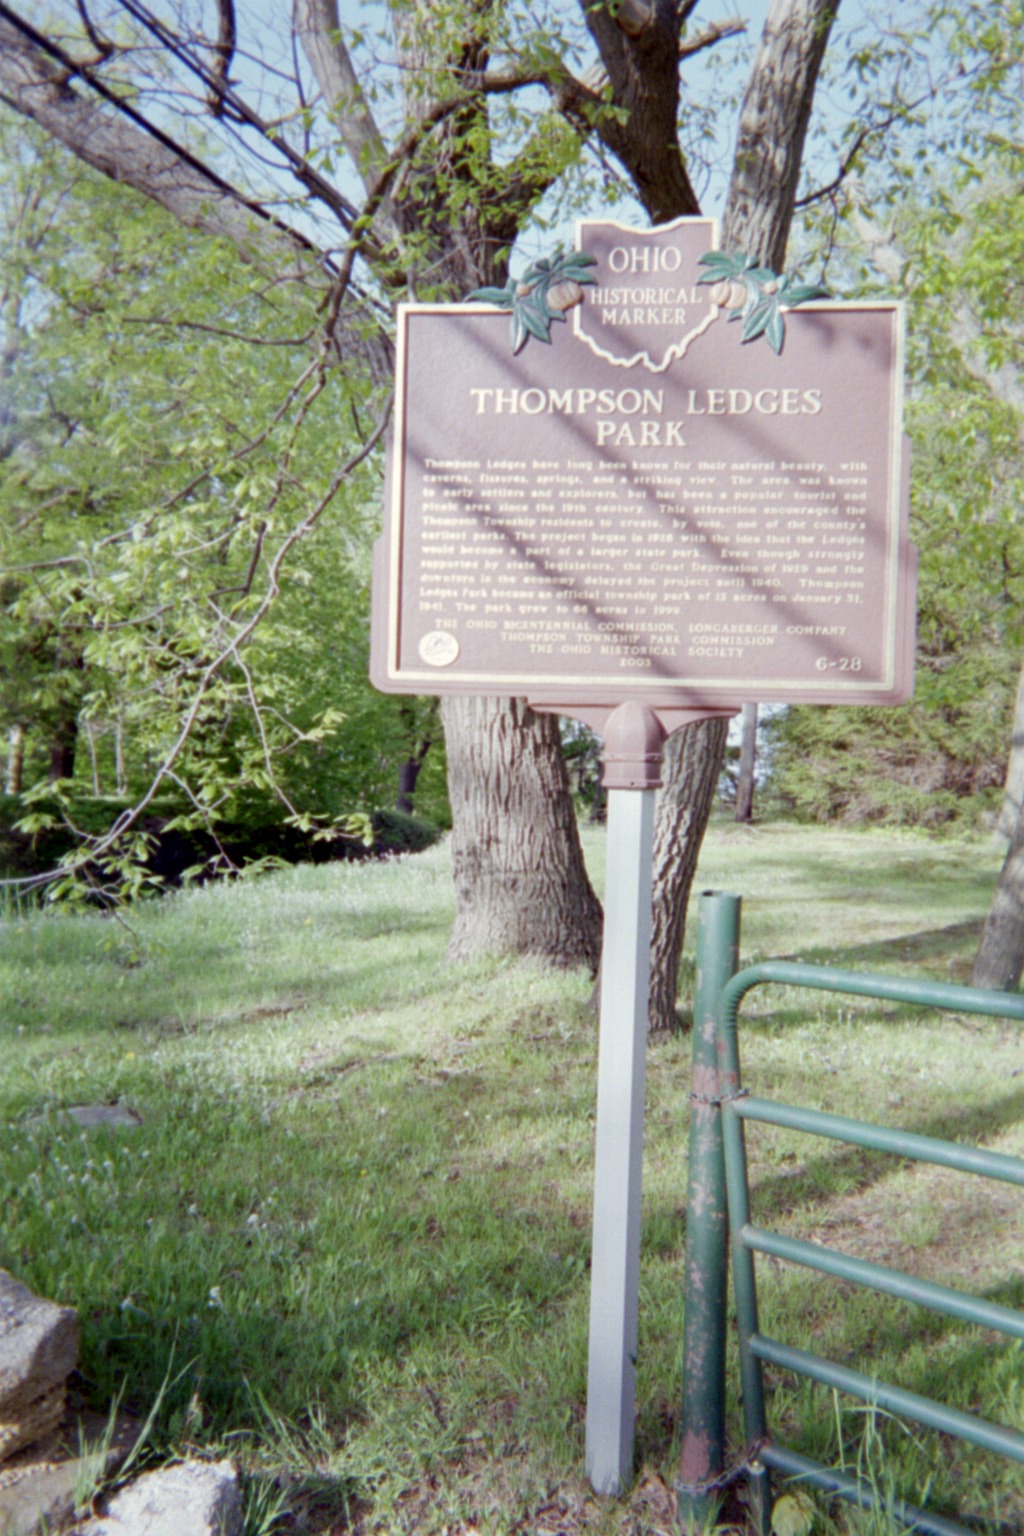 OHIO
HISTORICAL
MARKER
THOMPSON LEDGES
PARK
Thompson Ledges have long been known for their natural beauty, with
caverns, fissures, springs, and a striking view. The area was known
to early settlers and explorers, but has been a popular tourist and
picnic area since the 19th century. This attraction encouraged the
Thompson Township residents to create, by vote, one of the county's
earliest parks. The project began in 1926 with the idea that the Ledges
would become a part of a larger state park. Even though strongly
supported by state legislators, the Great Depression of 1929 and the
downturn in the economy delayed the project until 1940. Thompson
Ledges Park became an official township park of 12 acres on January 31,
1941. The park grew to 86 acres in 1999.
THE OHIO BICENTENNIAL COMMISSION, LONGABERGER COMPANY
THOMPSON TOWNSHIP PARK COMMISSION
THE OHIO HISTORICAL SOCIETY
2003
6-28